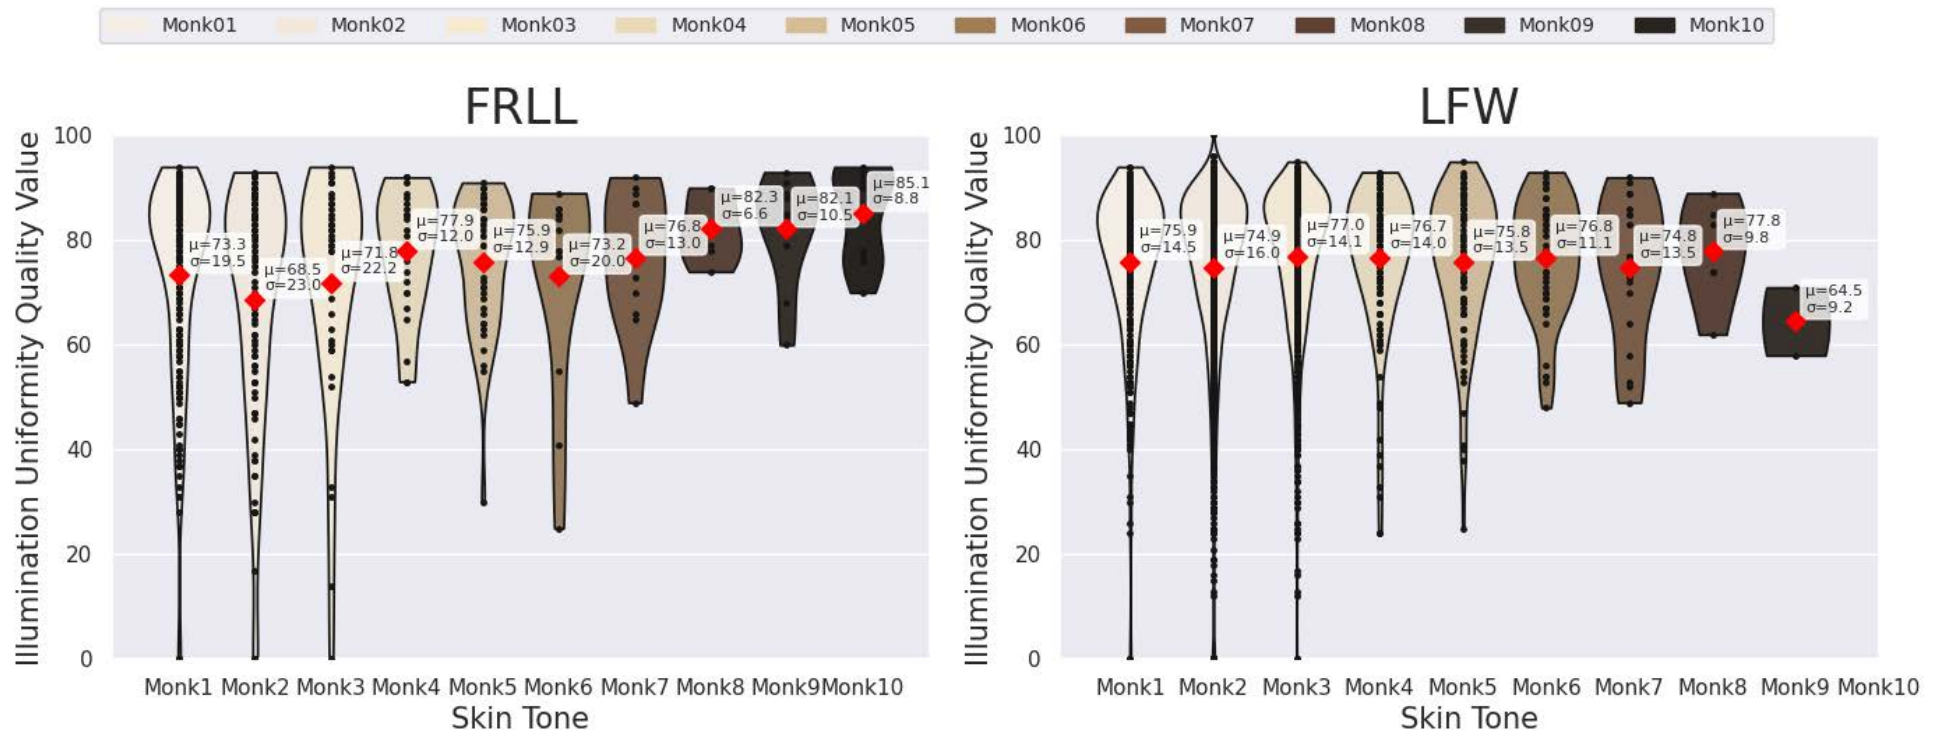 Monk01 Monk02 Monk03 Monk04 Monk05 Monk06 Monk07 Monk08 Monk09 Monk10
FRLL
Illumination Uniformity Quality Value
100
80
60
40
20
0
μ=73.3
σ=19.5
μ=68.5
σ=23.0
μ=71.8
σ=22.2
μ=77.9
σ=12.0
μ=75.9
σ=12.9
μ=73.2
σ=20.0
μ=76.8
σ=13.0
μ=82.3
σ=6.6
μ=82.1
σ=10.5
μ=85.1
σ=8.8
Monk1 Monk2 Monk3 Monk4 Monk5 Monk6 Monk7 Monk8 Monk9 Monk10
Skin Tone
LFW
Illumination Uniformity Quality Value
100
80
60
40
20
0
μ=75.9
σ=14.5
μ=74.9
σ=16.0
μ=77.0
σ=14.1
μ=76.7
σ=14.0
μ=75.8
σ=13.5
μ=76.8
σ=11.1
μ=74.8
σ=13.5
μ=77.8
σ=9.8
μ=64.5
σ=9.2
Monk1 Monk2 Monk3 Monk4 Monk5 Monk6 Monk7 Monk8 Monk9 Monk10
Skin Tone